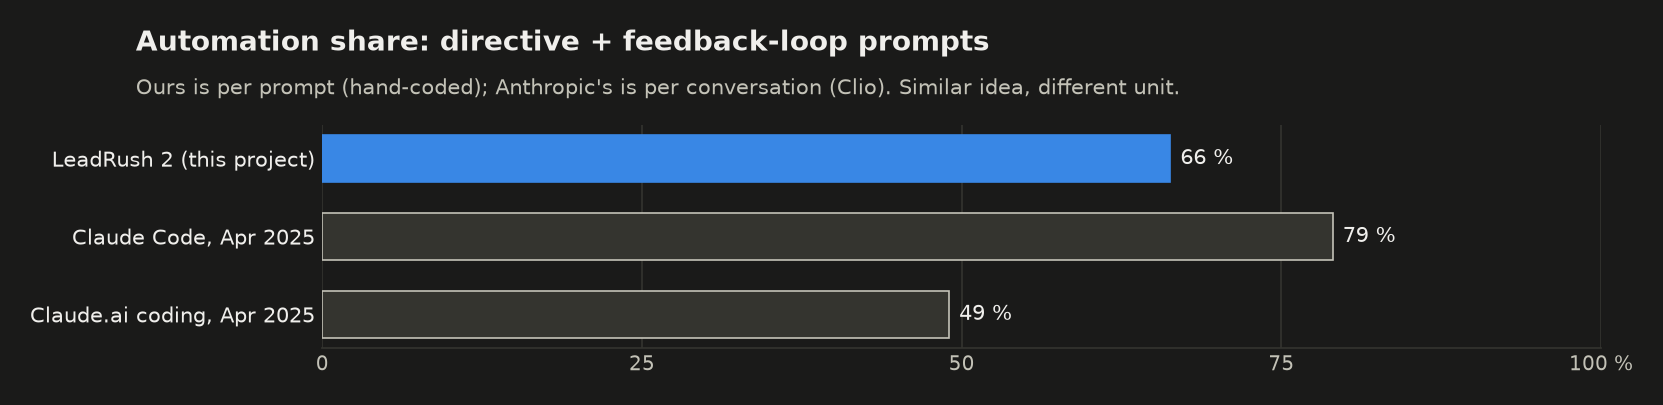 Automation share: directive + feedback-loop prompts
Ours is per prompt (hand-coded); Anthropic's is per conversation (Clio). Similar idea, different unit.
LeadRush 2 (this project) 66 %
Claude Code, Apr 2025 79 %
Claude.ai coding, Apr 2025 49 %
0 25 50 75 100 %